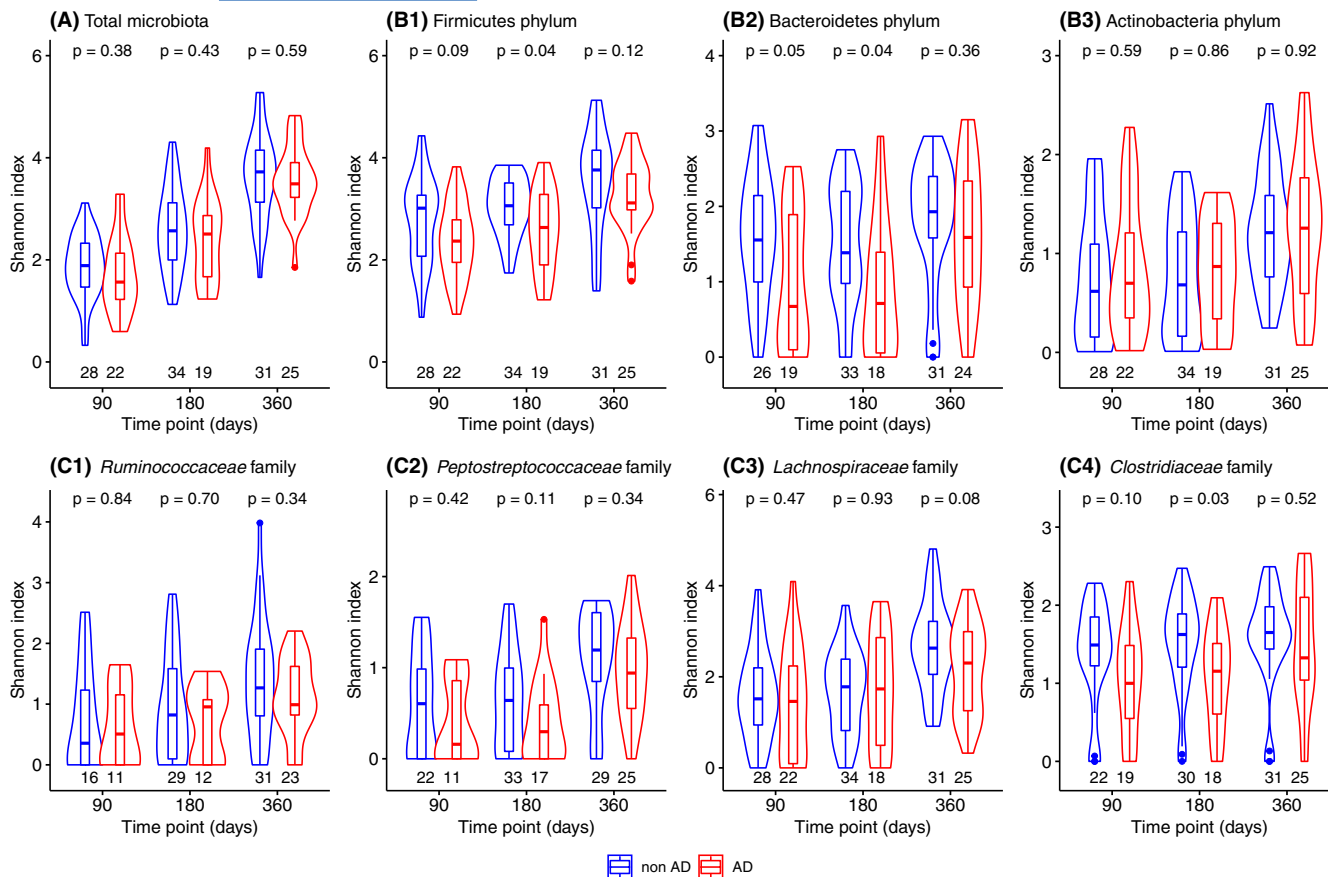 (A) Total microbiota
p = 0.38 p = 0.43 p = 0.59
Shannon index
6
4
2
0
28 22 34 19 31 25
90 180 360
Time point (days)
(B1) Firmicutes phylum
p = 0.09 p = 0.04 p = 0.12
Shannon index
6
4
2
0
28 22 34 19 31 25
90 180 360
Time point (days)
(B2) Bacteroidetes phylum
p = 0.05 p = 0.04 p = 0.36
Shannon index
4
3
2
1
0
26 19 33 18 31 24
90 180 360
Time point (days)
(B3) Actinobacteria phylum
p = 0.59 p = 0.86 p = 0.92
Shannon index
3
2
1
0
28 22 34 19 31 25
90 180 360
Time point (days)
(C1) Ruminococcaceae family
p = 0.84 p = 0.70 p = 0.34
Shannon index
4
3
2
1
0
16 11 29 12 31 23
90 180 360
Time point (days)
(C2) Peptostreptococcaceae family
p = 0.42 p = 0.11 p = 0.34
Shannon index
2
1
0
22 11 33 17 29 25
90 180 360
Time point (days)
(C3) Lachnospiraceae family
p = 0.47 p = 0.93 p = 0.08
Shannon index
6
4
2
0
28 22 34 18 31 25
90 180 360
Time point (days)
(C4) Clostridiaceae family
p = 0.10 p = 0.03 p = 0.52
Shannon index
3
2
1
0
22 19 30 18 31 25
90 180 360
Time point (days)
non AD AD